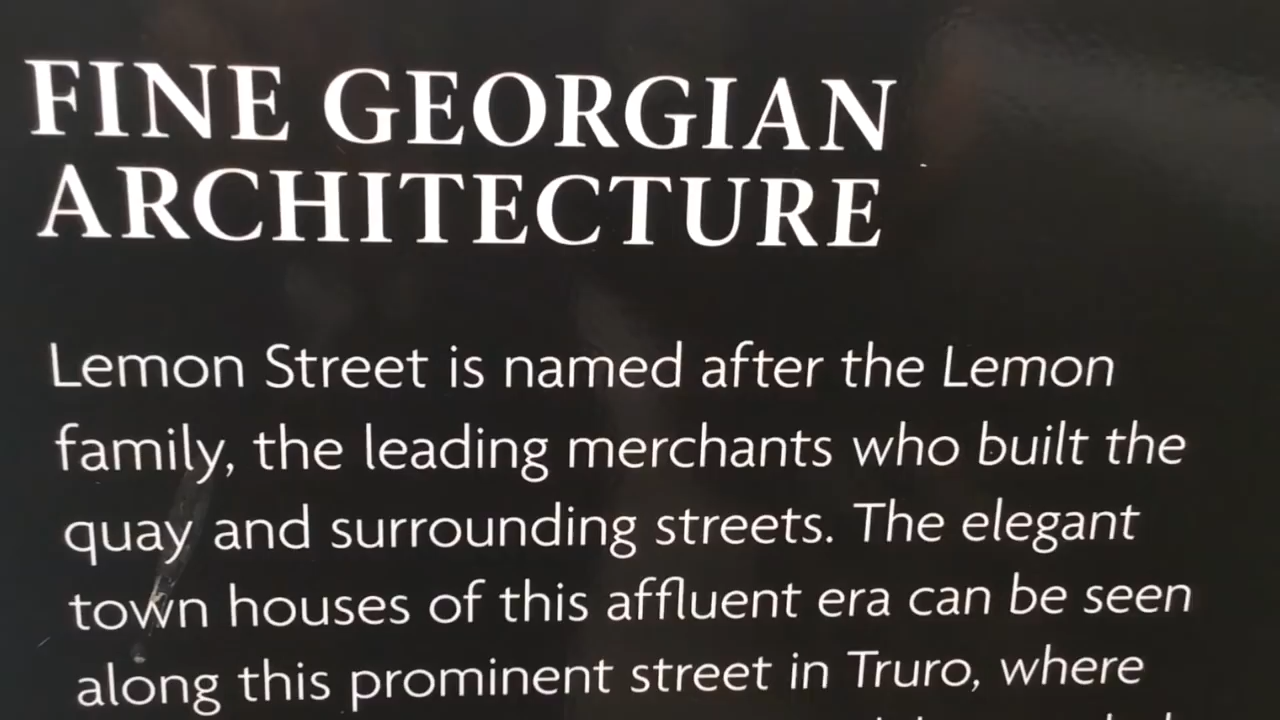 FINE GEORGIAN
ARCHITECTURE
Lemon Street is named after the Lemon
family, the leading merchants who built the
quay and surrounding streets. The elegant
town houses of this affluent era can be seen
along this prominent street in Truro, where